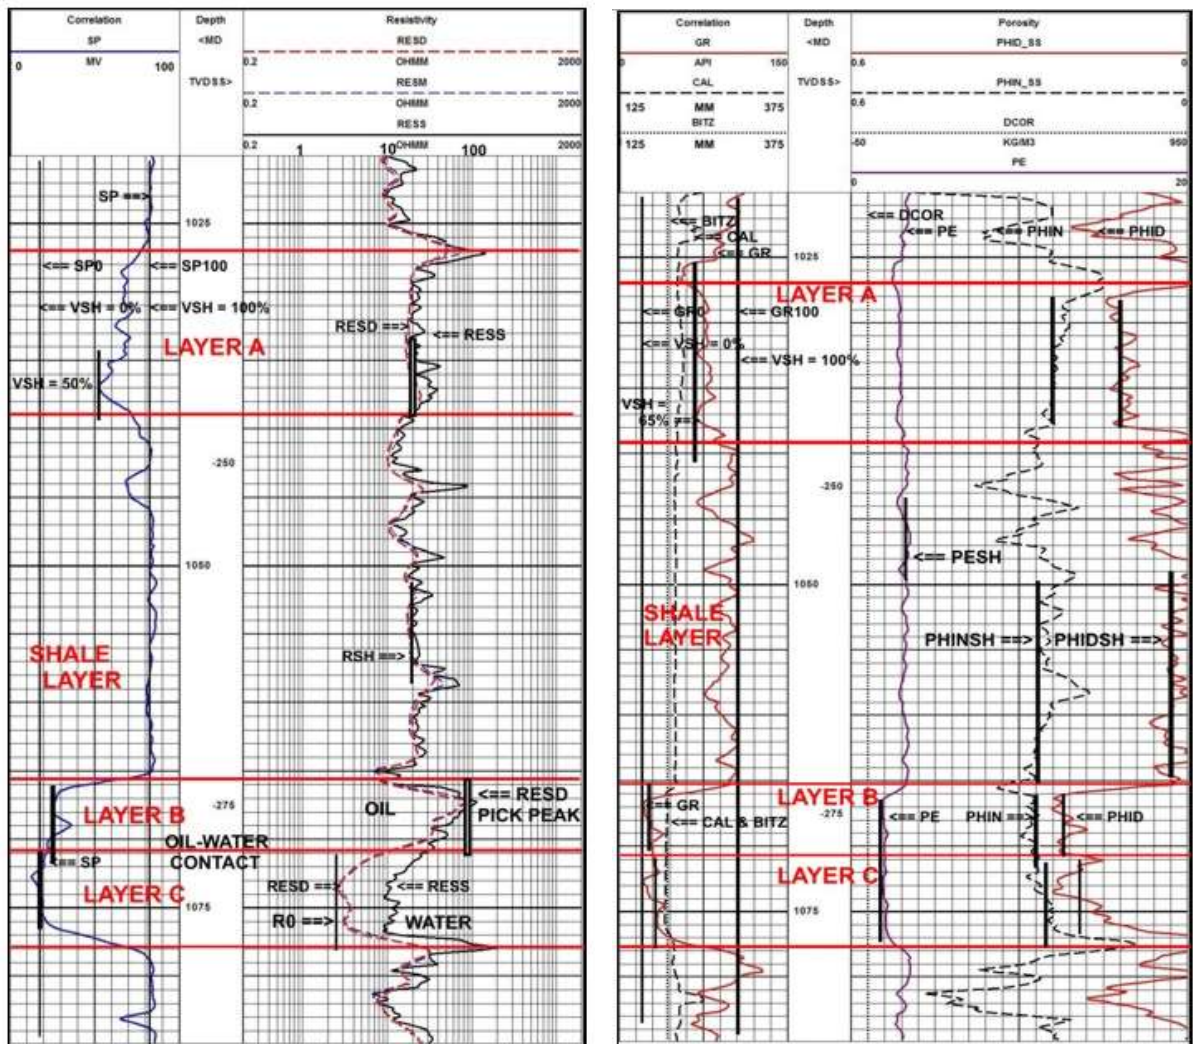 Correlation Depth Resistivity
SP <MD RESD
0 MV 100 0.2 OHMM 2000
TVDSS> RESM
0.2 OHMM 2000
RESS
0.2 1 10 OHMM 100 2000
SP ==>
1025
<== SP0 <== SP100
<== VSH = 0% <== VSH = 100%
RESD ==> <== RESS
LAYER A
VSH = 50%
-250
1050
SHALE
LAYER
RSH ==>
LAYER B
-275
OIL
<== RESD
PICK PEAK
OIL-WATER
CONTACT
<== SP
LAYER C
RESD ==> <== RESS
1075
R0 ==> WATER
Correlation Depth Porosity
GR <MD PHID_SS
0 API 150 0.6 0
CAL TVDSS> PHIN_SS
125 MM 375 0.6 0
BITZ DCOR
125 MM 375 -50 KG/M3 950
PE
0 20
<== BITZ
<== CAL
<== GR
<== DCOR
<== PE <== PHIN <== PHID
1025
LAYER A
<== GR0 <== GR100
<== VSH = 0%
<== VSH = 100%
VSH =
65% ==
-250
<== PESH
1050
SHALE
LAYER
PHINSH ==> PHIDSH ==>
LAYER B
<== GR
<== CAL & BITZ
-275
<== PE PHIN ==> <== PHID
LAYER C
1075